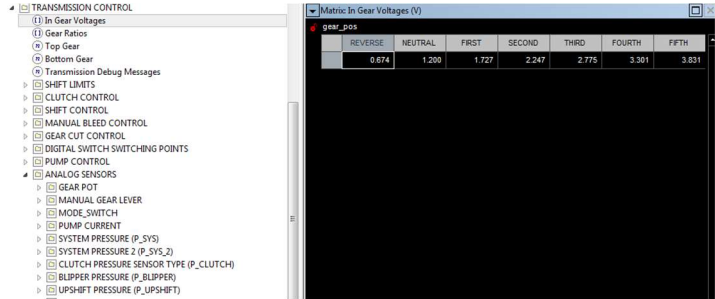 TRANSMISSION CONTROL
In Gear Voltages
Gear Ratios
Top Gear
Bottom Gear
Transmission Debug Messages
SHIFT LIMITS
CLUTCH CONTROL
SHIFT CONTROL
MANUAL BLEED CONTROL
GEAR CUT CONTROL
DIGITAL SWITCH SWITCHING POINTS
PUMP CONTROL
ANALOG SENSORS
GEAR POT
MANUAL GEAR LEVER
MODE_SWITCH
PUMP CURRENT
SYSTEM PRESSURE (P_SYS)
SYSTEM PRESSURE 2 (P_SYS_2)
CLUTCH PRESSURE SENSOR TYPE (P_CLUTCH)
BLIPPER PRESSURE (P_BLIPPER)
UPSHIFT PRESSURE (P_UPSHIFT)
Matrix In Gear Voltages (V)
gear_pos
REVERSE NEUTRAL FIRST SECOND THIRD FOURTH FIFTH
0.674 1.200 1.727 2.247 2.775 3.301 3.831